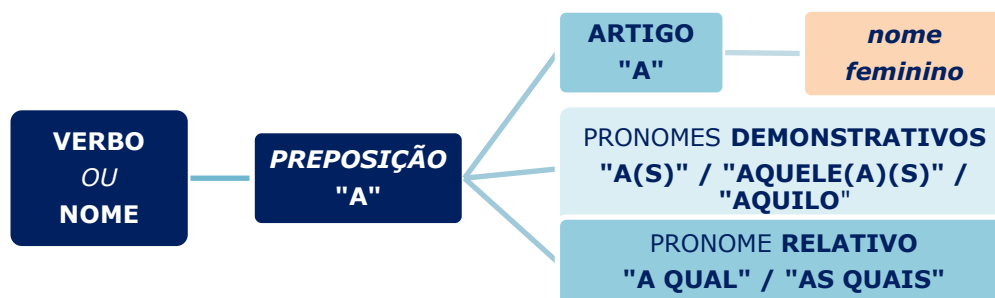 VERBO
OU
NOME
PREPOSIÇÃO
"A"
ARTIGO
"A"
nome
feminino
PRONOMES DEMONSTRATIVOS
"A(S)" / "AQUELE(A)(S)" /
"AQUILO"
PRONOME RELATIVO
"A QUAL" / "AS QUAIS"